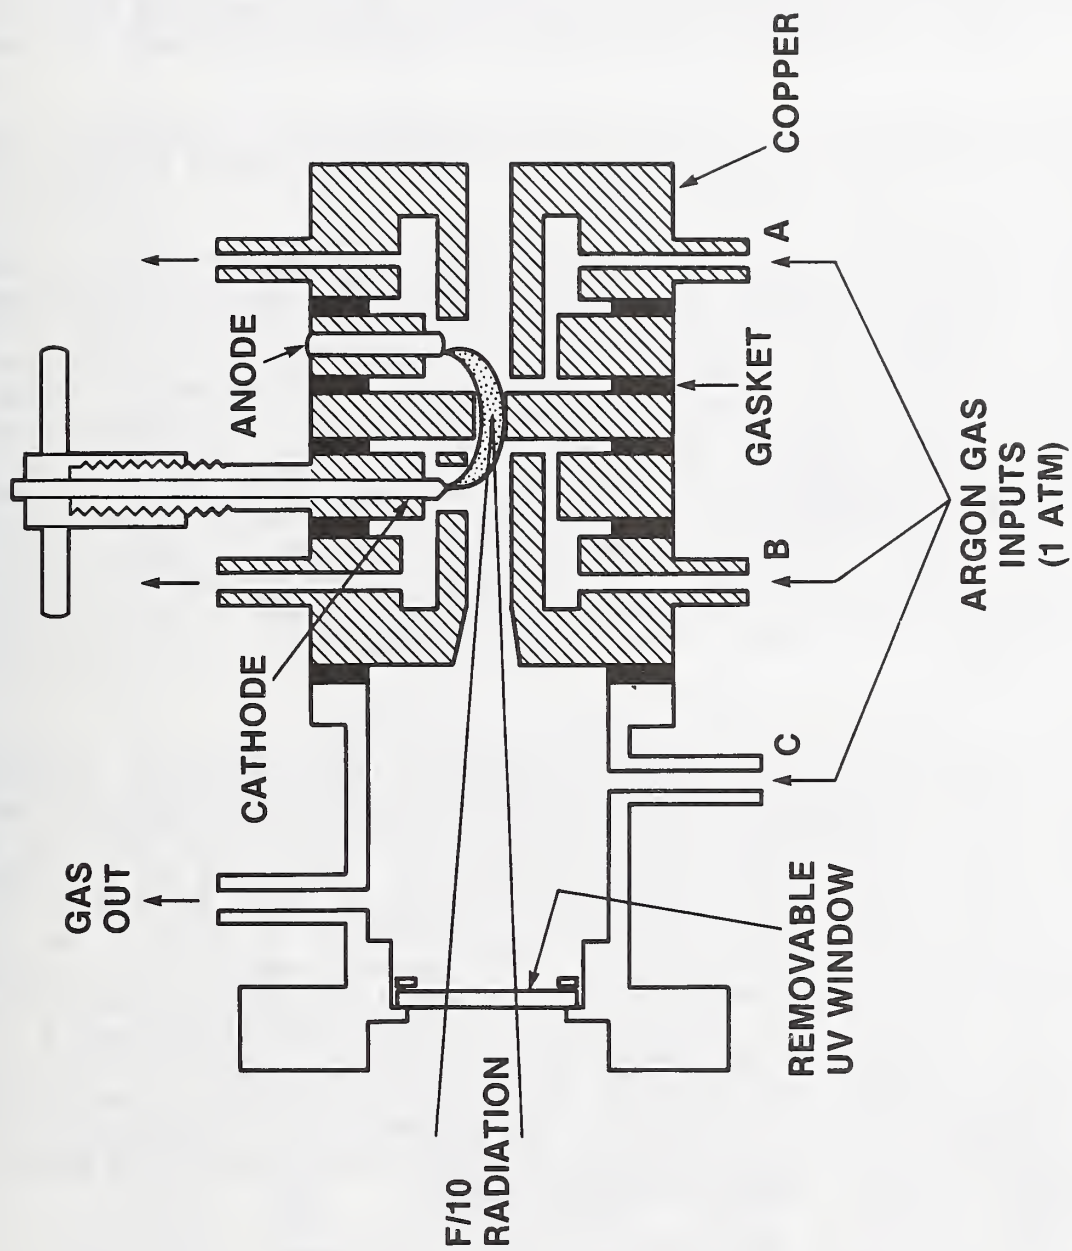 GAS
OUT
CATHODE
ANODE
F/10
RADIATION
REMOVABLE
UV WINDOW
C
B
A
GASKET
COPPER
ARGON GAS
INPUTS
(1 ATM)